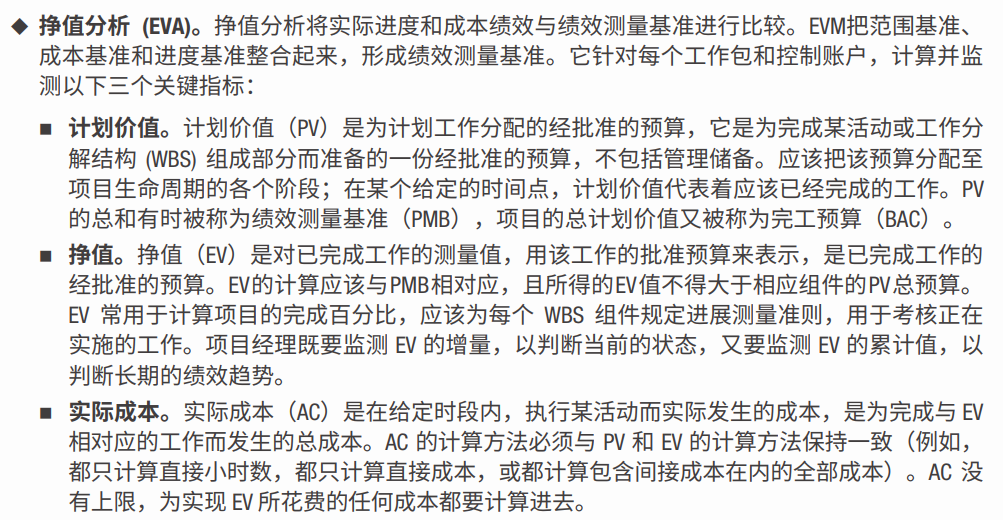 ◆ 挣值分析 (EVA)。挣值分析将实际进度和成本绩效与绩效测量基准进行比较。EVM把范围基准、
成本基准和进度基准整合起来，形成绩效测量基准。它针对每个工作包和控制账户，计算并监
测以下三个关键指标：
■ 计划价值。计划价值（PV）是为计划工作分配的经批准的预算，它是为完成某活动或工作分
解结构 (WBS) 组成部分而准备的一份经批准的预算，不包括管理储备。应该把该预算分配至
项目生命周期的各个阶段；在某个给定的时间点，计划价值代表着应该已经完成的工作。PV
的总和有时被称为绩效测量基准（PMB），项目的总计划价值又被称为完工预算（BAC）。
■ 挣值。挣值（EV）是对已完成工作的测量值，用该工作的批准预算来表示，是已完成工作的
经批准的预算。EV的计算应该与PMB相对应，且所得的EV值不得大于相应组件的PV总预算。
EV 常用于计算项目的完成百分比，应该为每个 WBS 组件规定进展测量准则，用于考核正在
实施的工作。项目经理既要监测 EV 的增量，以判断当前的状态，又要监测 EV 的累计值，以
判断长期的绩效趋势。
■ 实际成本。实际成本（AC）是在给定时段内，执行某活动而实际发生的成本，是为完成与 EV
相对应的工作而发生的总成本。AC 的计算方法必须与 PV 和 EV 的计算方法保持一致（例如，
都只计算直接小时数，都只计算直接成本，或都计算包含间接成本在内的全部成本）。AC 没
有上限，为实现 EV 所花费的任何成本都要计算进去。